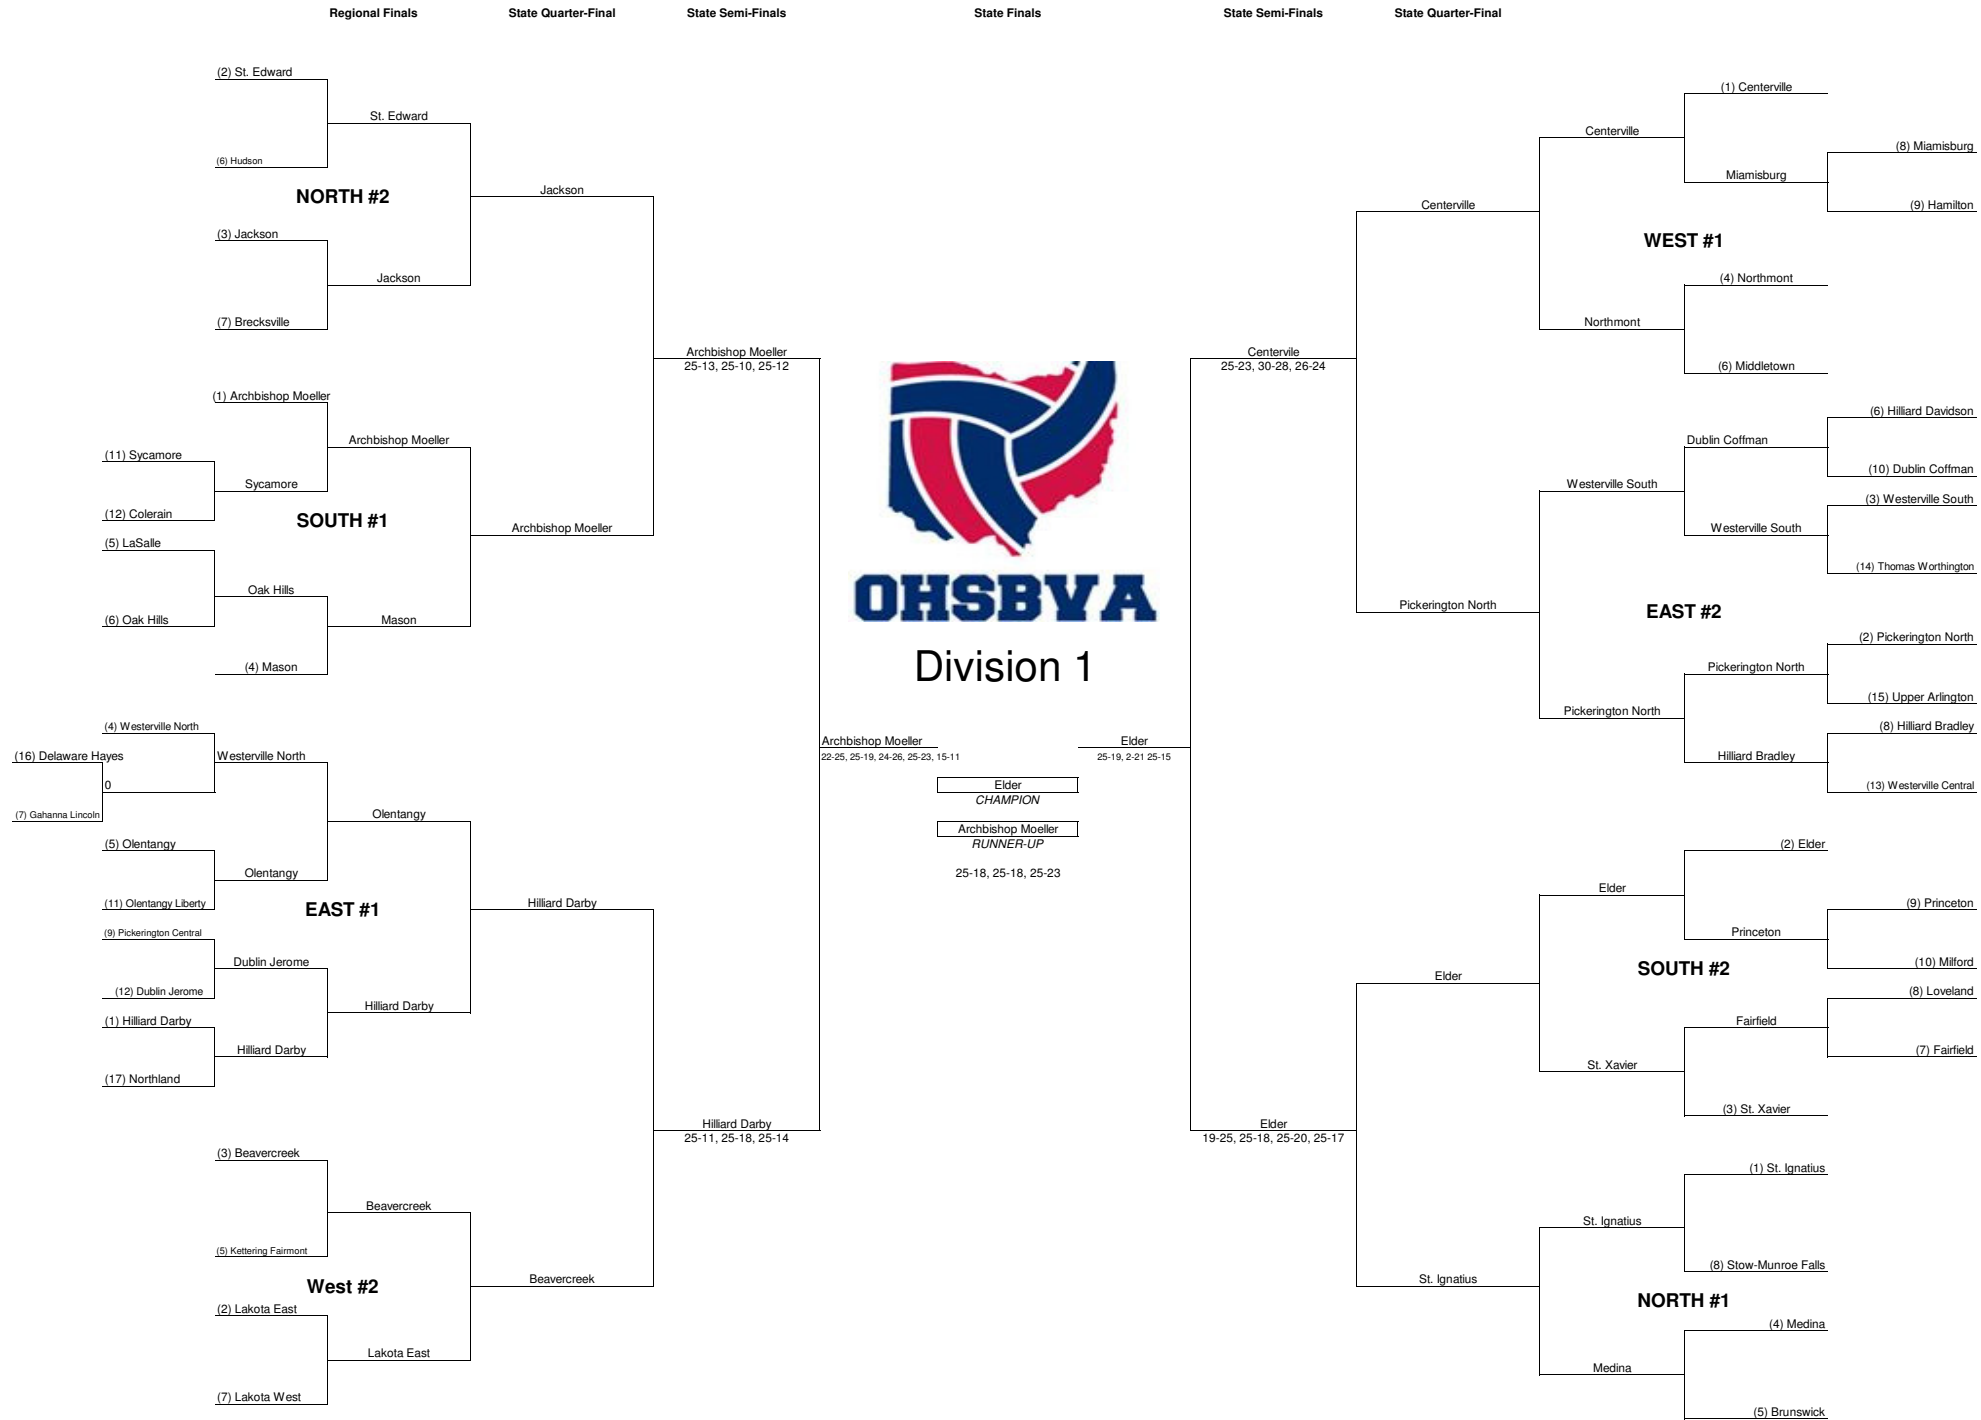 Regional Finals
State Quarter-Final
State Semi-Finals
State Finals
State Semi-Finals
State Quarter-Final
(2) St. Edward
St. Edward
(6) Hudson
NORTH #2
Jackson
(3) Jackson
Jackson
(7) Brecksville
Archbishop Moeller
25-13, 25-10, 25-12
(1) Archbishop Moeller
Archbishop Moeller
(11) Sycamore
Sycamore
(12) Colerain
SOUTH #1
Archbishop Moeller
(5) LaSalle
Oak Hills
(6) Oak Hills
Mason
(4) Mason
(4) Westerville North
(16) Delaware Hayes
Westerville North
0
(7) Gahanna Lincoln
Olentangy
(5) Olentangy
Olentangy
(11) Olentangy Liberty
EAST #1
Hilliard Darby
(9) Pickerington Central
Dublin Jerome
(12) Dublin Jerome
Hilliard Darby
(1) Hilliard Darby
Hilliard Darby
(17) Northland
Hilliard Darby
25-11, 25-18, 25-14
(3) Beavercreek
Beavercreek
(5) Kettering Fairmont
West #2
Beavercreek
(2) Lakota East
Lakota East
(7) Lakota West
OHSBVA
Division 1
Archbishop Moeller
22-25, 25-19, 24-26, 25-23, 15-11
Elder
25-19, 2-21 25-15
Elder
CHAMPION
Archbishop Moeller
RUNNER-UP
25-18, 25-18, 25-23
(1) Centerville
Centerville
(8) Miamisburg
Miamisburg
(9) Hamilton
Centerville
WEST #1
(4) Northmont
Northmont
(6) Middletown
Centervile
25-23, 30-28, 26-24
(6) Hilliard Davidson
Dublin Coffman
(10) Dublin Coffman
Westerville South
(3) Westerville South
Westerville South
(14) Thomas Worthington
Pickerington North
EAST #2
(2) Pickerington North
Pickerington North
(15) Upper Arlington
Pickerington North
(8) Hilliard Bradley
Hilliard Bradley
(13) Westerville Central
(2) Elder
Elder
(9) Princeton
Princeton
(10) Milford
SOUTH #2
Elder
(8) Loveland
Fairfield
(7) Fairfield
St. Xavier
(3) St. Xavier
Elder
19-25, 25-18, 25-20, 25-17
(1) St. Ignatius
St. Ignatius
(8) Stow-Munroe Falls
St. Ignatius
NORTH #1
(4) Medina
Medina
(5) Brunswick